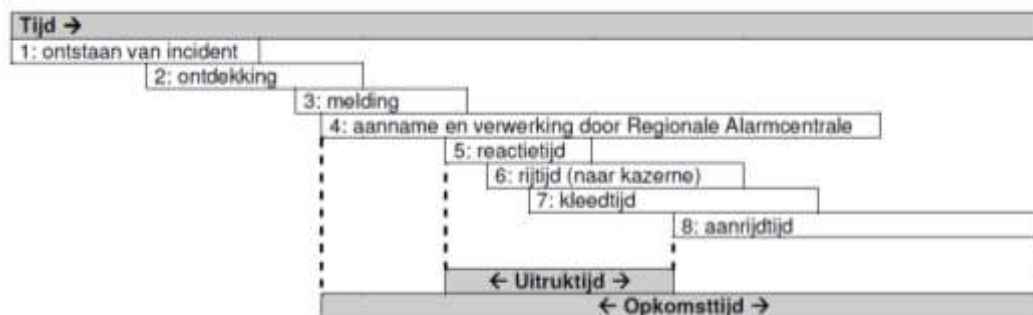 Tijd →
1: ontstaan van incident
2: ontdekking
3: melding
4: aanname en verwerking door Regionale Alarmcentrale
5: reactietijd
6: rijtijd (naar kazerne)
7: kleedtijd
8: aanrijdtijd
← Uitruktijd →
← Opkomsttijd →